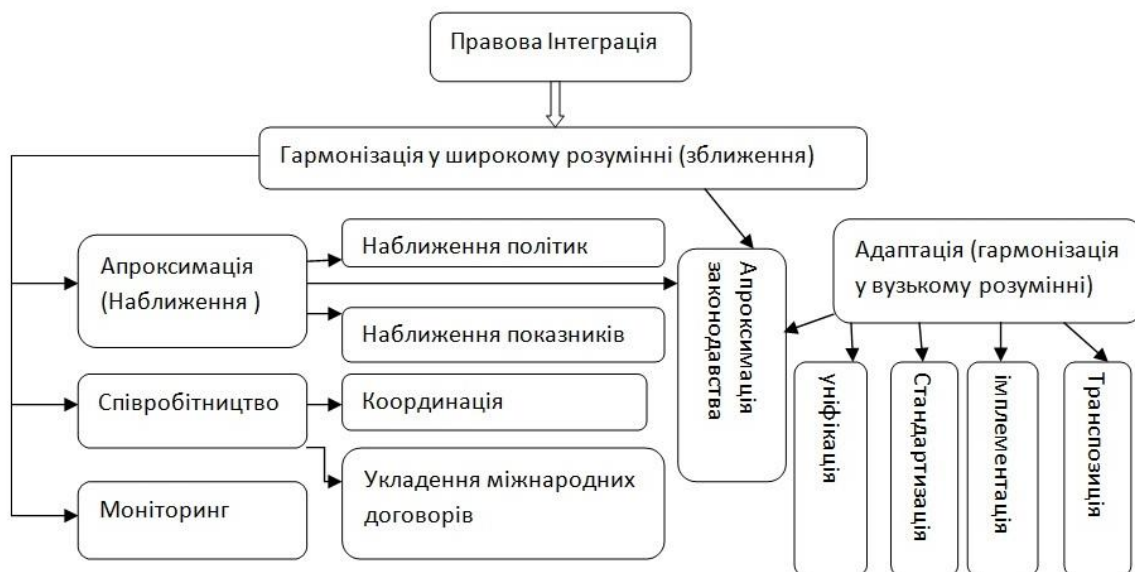 Правова Інтеграція
Гармонізація у широкому розумінні (зближення)
Апроксимація
(Наближення )
Наближення політик
Наближення показників
Співробітництво
Координація
Укладення міжнародних
договорів
Моніторинг
Апроксимація
законодавства
Адаптація (гармонізація
у вузькому розумінні)
уніфікація
Стандартизація
імплементація
Транспозиція